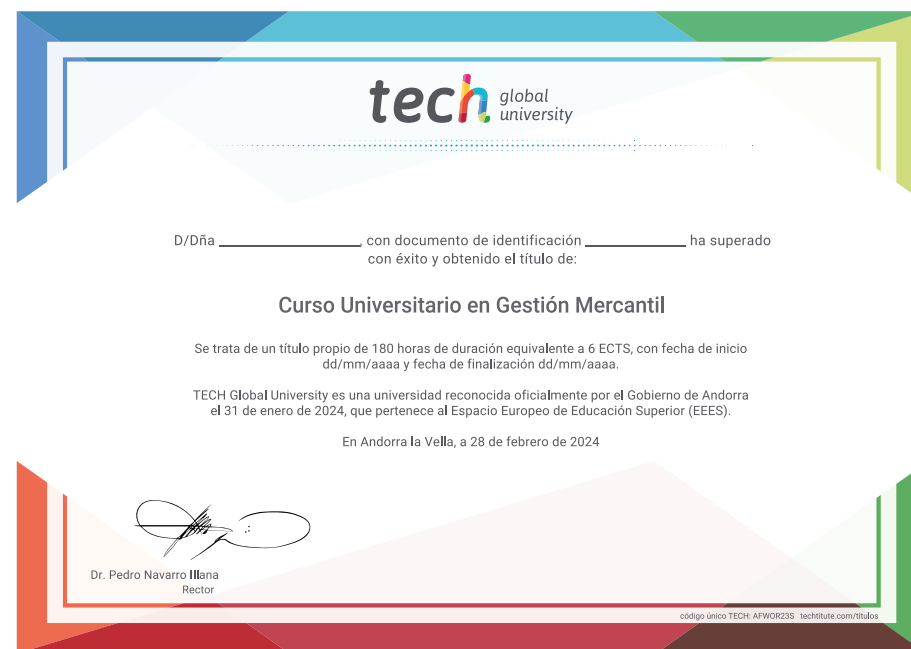 tech global university
D/Dña ____________________, con documento de identificación ______________ ha superado
con éxito y obtenido el título de:
Curso Universitario en Gestión Mercantil
Se trata de un título propio de 180 horas de duración equivalente a 6 ECTS, con fecha de inicio
dd/mm/aaaa y fecha de finalización dd/mm/aaaa.
TECH Global University es una universidad reconocida oficialmente por el Gobierno de Andorra
el 31 de enero de 2024, que pertenece al Espacio Europeo de Educación Superior (EEES).
En Andorra la Vella, a 28 de febrero de 2024
Dr. Pedro Navarro Illana
Rector
código único TECH: AFWOR23S techtitute.com/titulos